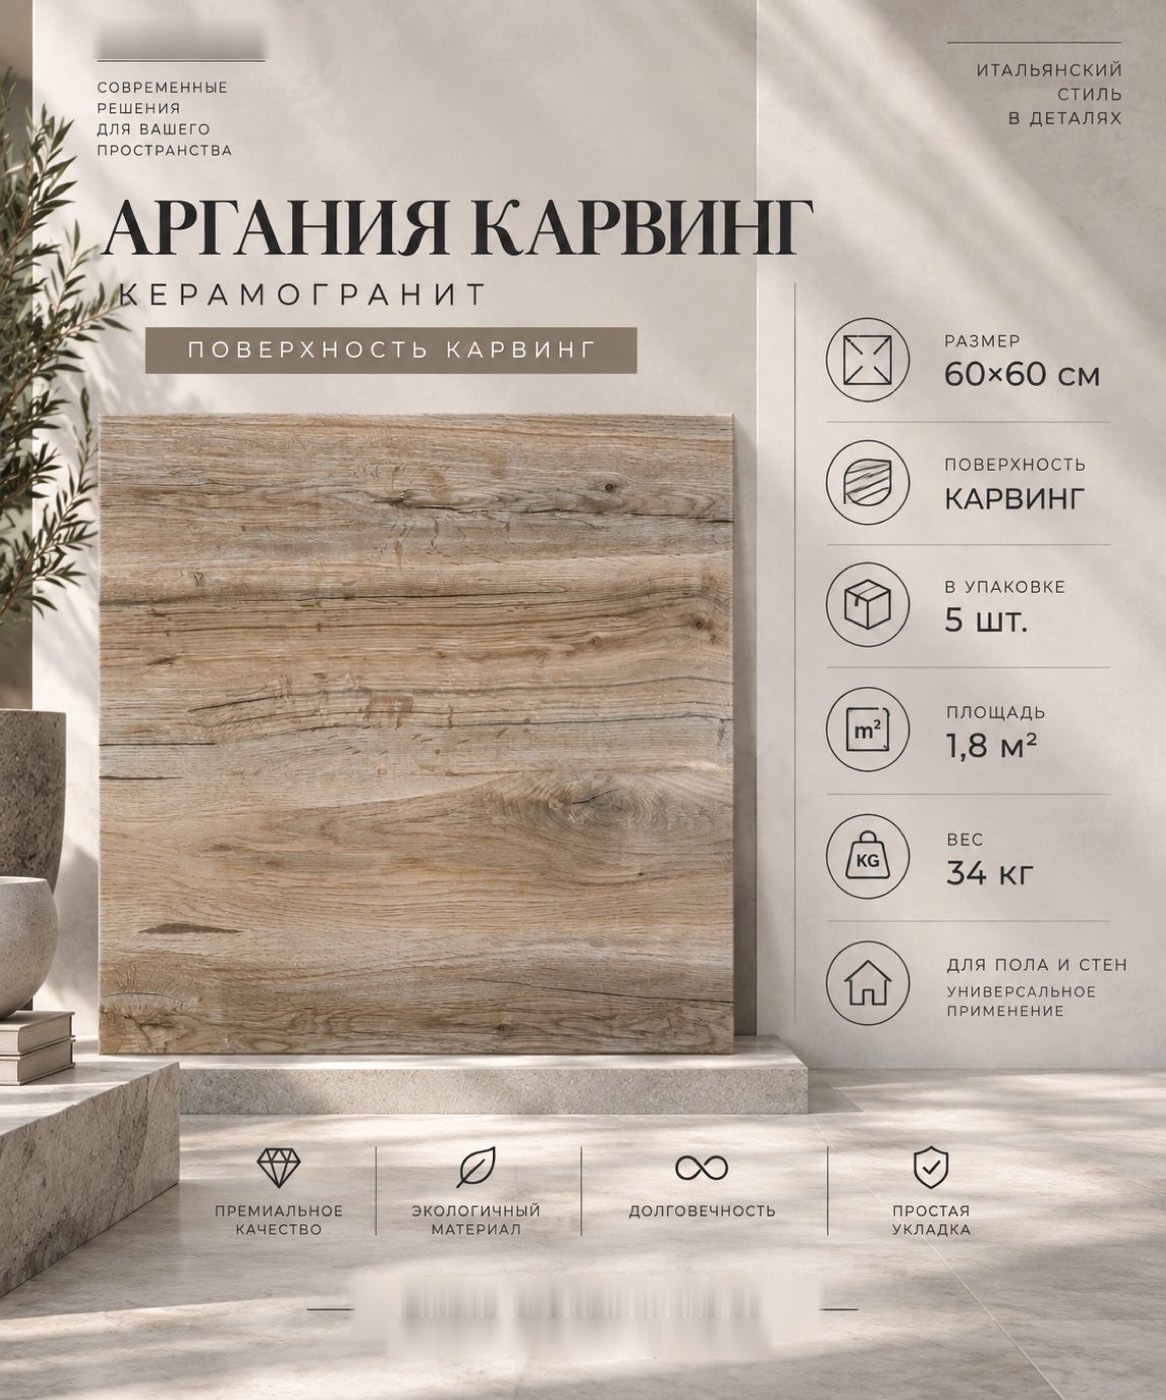 СОВРЕМЕННЫЕ
РЕШЕНИЯ
ДЛЯ ВАШЕГО
ПРОСТРАНСТВА
ИТАЛЬЯНСКИЙ
СТИЛЬ
В ДЕТАЛЯХ
АРГАНИЯ КАРВИНГ
КЕРАМОГРАНИТ
ПОВЕРХНОСТЬ КАРВИНГ
РАЗМЕР
60×60 см
ПОВЕРХНОСТЬ
КАРВИНГ
В УПАКОВКЕ
5 шт.
m²
ПЛОЩАДЬ
1,8 м²
KG
ВЕС
34 кг
ДЛЯ ПОЛА И СТЕН
УНИВЕРСАЛЬНОЕ
ПРИМЕНЕНИЕ
ПРЕМИАЛЬНОЕ
КАЧЕСТВО
ЭКОЛОГИЧНЫЙ
МАТЕРИАЛ
ДОЛГОВЕЧНОСТЬ
ПРОСТАЯ
УКЛАДКА